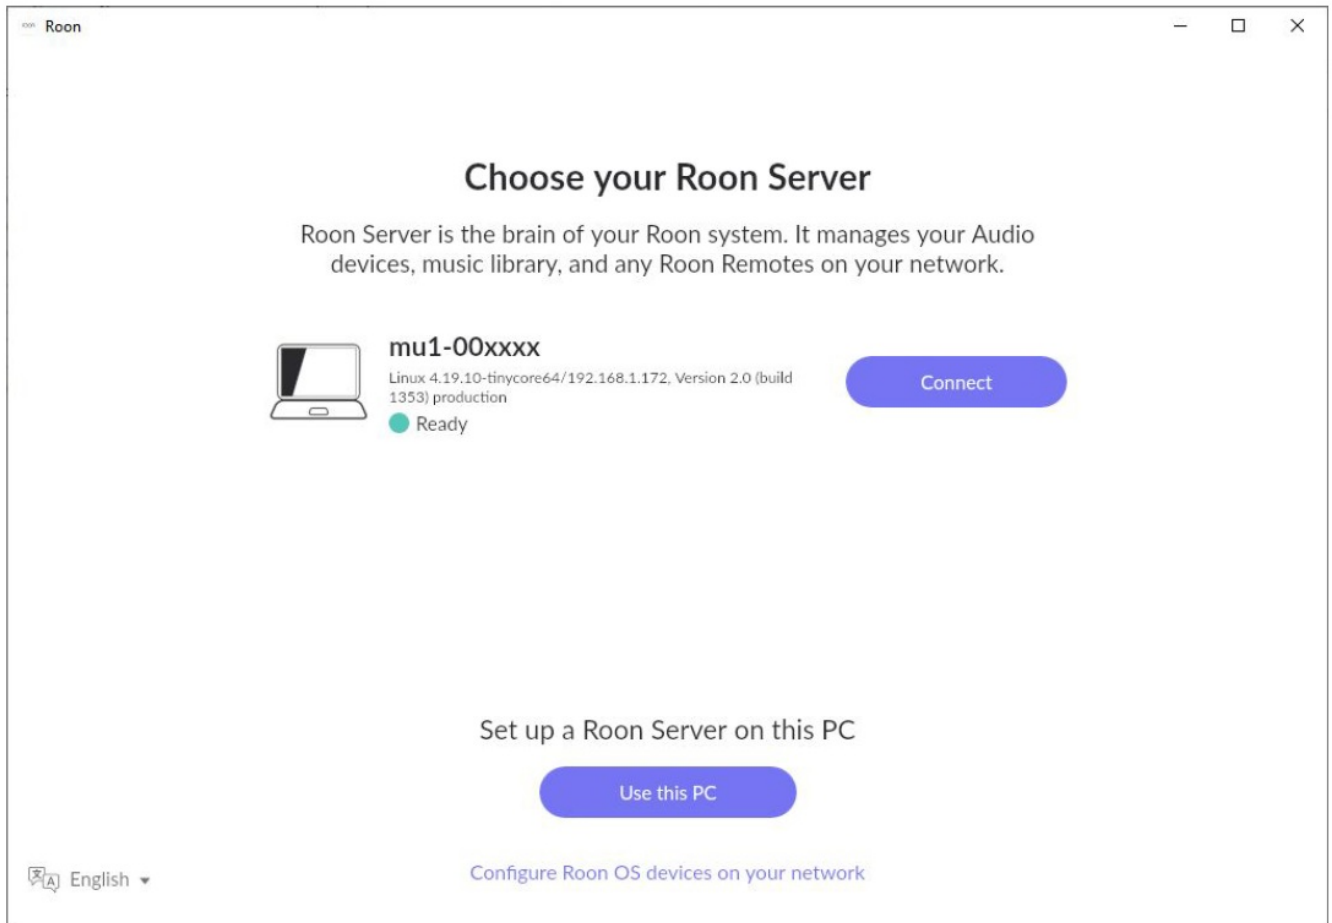 Roon
Choose your Roon Server
Roon Server is the brain of your Roon system. It manages your Audio
devices, music library, and any Roon Remotes on your network.
mu1-00xxxx
Linux 4.19.10-tinycore64/192.168.1.172, Version 2.0 (build
1353) production
Ready
Connect
Set up a Roon Server on this PC
Use this PC
Configure Roon OS devices on your network
English